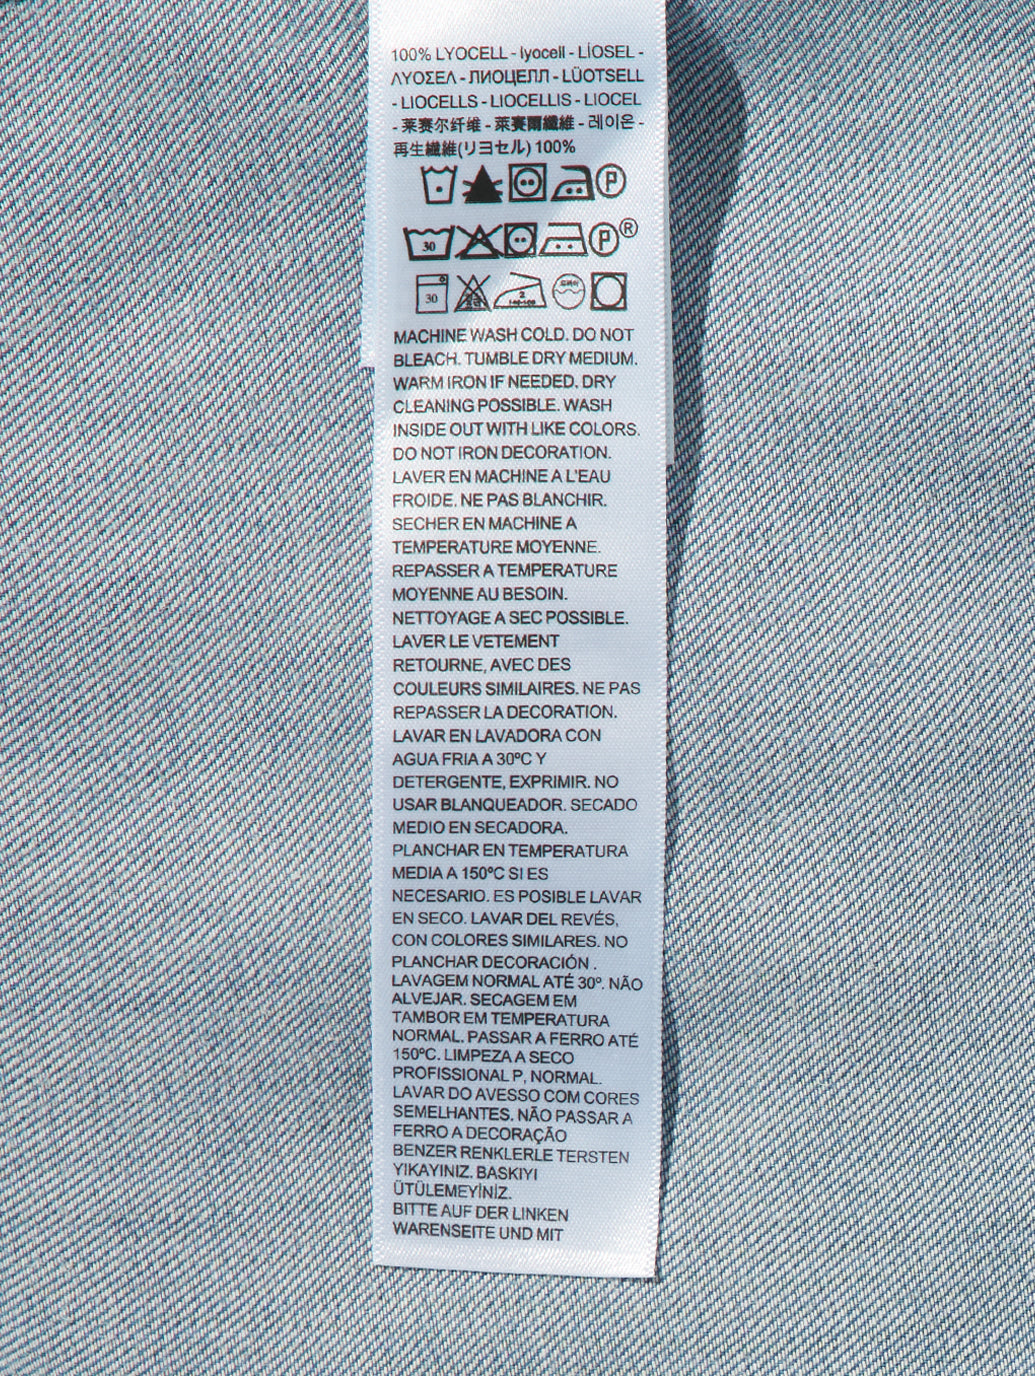 100% LYOCELL - lyocell - LİOSEL -
ΛΥΟΣΕΛ - ЛИОЦЕЛЛ - LÜOTSELL
- LIOCELLS - LIOCELLIS - LIOCEL
- 莱赛尔纤维 - 萊賽爾纖維 - 레이온 -
再生繊維(リヨセル) 100%
P
30 P®
30 2
MACHINE WASH COLD. DO NOT
BLEACH. TUMBLE DRY MEDIUM.
WARM IRON IF NEEDED. DRY
CLEANING POSSIBLE. WASH
INSIDE OUT WITH LIKE COLORS.
DO NOT IRON DECORATION.
LAVER EN MACHINE A L'EAU
FROIDE. NE PAS BLANCHIR.
SECHER EN MACHINE A
TEMPERATURE MOYENNE.
REPASSER A TEMPERATURE
MOYENNE AU BESOIN.
NETTOYAGE A SEC POSSIBLE.
LAVER LE VETEMENT
RETOURNE, AVEC DES
COULEURS SIMILAIRES. NE PAS
REPASSER LA DECORATION.
LAVAR EN LAVADORA CON
AGUA FRIA A 30ºC Y
DETERGENTE, EXPRIMIR. NO
USAR BLANQUEADOR. SECADO
MEDIO EN SECADORA.
PLANCHAR EN TEMPERATURA
MEDIA A 150ºC SI ES
NECESARIO. ES POSIBLE LAVAR
EN SECO. LAVAR DEL REVÉS,
CON COLORES SIMILARES. NO
PLANCHAR DECORACIÓN .
LAVAGEM NORMAL ATÉ 30º. NÃO
ALVEJAR. SECAGEM EM
TAMBOR EM TEMPERATURA
NORMAL. PASSAR A FERRO ATÉ
150ºC. LIMPEZA A SECO
PROFISSIONAL P, NORMAL.
LAVAR DO AVESSO COM CORES
SEMELHANTES. NÃO PASSAR A
FERRO A DECORAÇÃO
BENZER RENKLERLE TERSTEN
YIKAYINIZ. BASKIYI
ÜTÜLEMEYİNİZ.
BITTE AUF DER LINKEN
WARENSEITE UND MIT